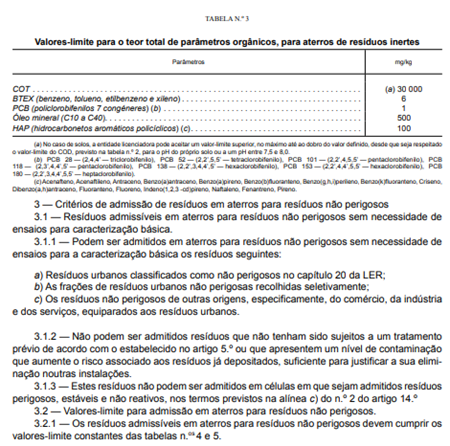 TABELA N.º 3
Valores-limite para o teor total de parâmetros orgânicos, para aterros de resíduos inertes
Parâmetros mg/kg
COT (a) 30 000
BTEX (benzeno, tolueno, etilbenzeno e xileno) 6
PCB (policlorobifenilos 7 congéneres) (b) 1
Óleo mineral (C10 a C40). 500
HAP (hidrocarbonetos aromáticos policíclicos) (c) 100
(a) No caso de solos, a entidade licenciadora pode aceitar um valor-limite superior, no máximo até ao dobro do valor definido, desde que seja respeitado
o valor-limite do COD, previsto na tabela n.º 2, para o pH do próprio solo ou a um pH entre 7,5 e 8,0.
(b) PCB 28 — (2,4,4' — triclorobifenilo), PCB 52 — (2,2',5,5' — tetraclorobifenilo), PCB 101 — (2,2',4,5,5' — pentaclorobifenilo), PCB
118 — (2,3',4,4',5' — pentaclorobifenilo), PCB 138 — (2,2',3,4,4',5' — hexaclorobifenilo), PCB 153 — (2,2',4,4',5,5' — hexaclorobifenilo), PCB
180 — (2,2',3,4,4',5,5' — heptaclorobifenilo).
(c) Acenafteno, Acenaftileno, Antraceno, Benzo(a)antraceno, Benzo(a)pireno, Benzo(b)fluoranteno, Benzo(g,h,i)perileno, Benzo(k)fluoranteno, Criseno,
Dibenzo(a,h)antraceno, Fluoranteno, Fluoreno, Indeno(1,2,3 -cd)pireno, Naftaleno, Fenantreno, Pireno.
3 — Critérios de admissão de resíduos em aterros para resíduos não perigosos
3.1 — Resíduos admissíveis em aterros para resíduos não perigosos sem necessidade de
ensaios para caracterização básica.
3.1.1 — Podem ser admitidos em aterros para resíduos não perigosos sem necessidade de
ensaios para a caracterização básica os resíduos seguintes:
a) Resíduos urbanos classificados como não perigosos no capítulo 20 da LER;
b) As frações de resíduos urbanos não perigosas recolhidas seletivamente;
c) Os resíduos não perigosos de outras origens, especificamente, do comércio, da indústria
e dos serviços, equiparados aos resíduos urbanos.
3.1.2 — Não podem ser admitidos resíduos que não tenham sido sujeitos a um tratamento
prévio de acordo com o estabelecido no artigo 5.º ou que apresentem um nível de contaminação
que aumente o risco associado aos resíduos já depositados, suficiente para justificar a sua elimi-
nação noutras instalações.
3.1.3 — Estes resíduos não podem ser admitidos em células em que sejam admitidos resíduos
perigosos, estáveis e não reativos, nos termos previstos na alínea c) do n.º 2 do artigo 14.º
3.2 — Valores-limite para admissão em aterros para resíduos não perigosos.
3.2.1 — Os resíduos admissíveis em aterros para resíduos não perigosos devem cumprir os
valores-limite constantes das tabelas n.os 4 e 5.